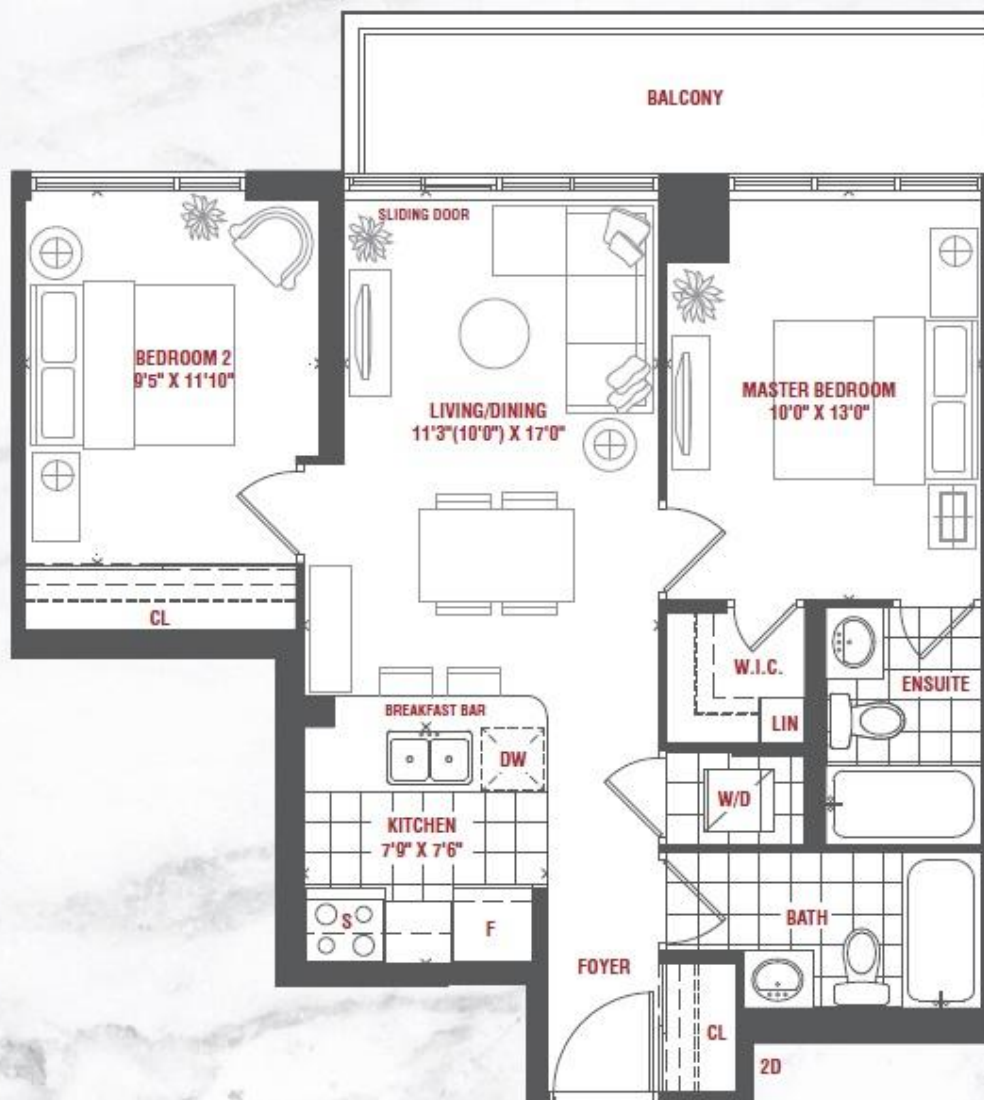 BALCONY
SLIDING DOOR
BEDROOM 2
9'5" X 11'10"
LIVING/DINING
11'3"(10'0") X 17'0"
MASTER BEDROOM
10'0" X 13'0"
CL
W.I.C.
LIN
ENSUITE
BREAKFAST BAR
DW
W/D
KITCHEN
7'9" X 7'6"
S
F
BATH
FOYER
CL
2D